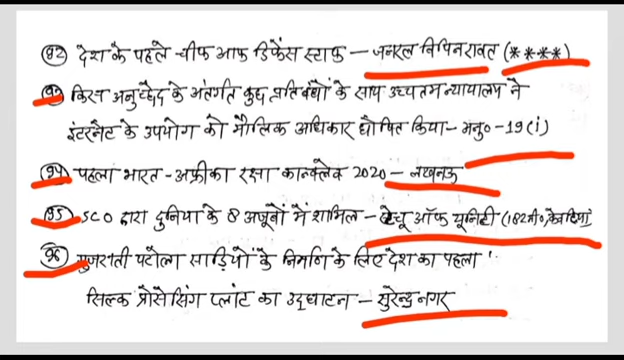 (92) देश के पहले चीफ आफ डिफेंस स्टाफ - जनरल विपिन रावत (****)
(93) किस अनुच्छेद के अंतर्गत कुछ प्रतिबंधों के साथ उच्चतम न्यायालय ने
इंटरनेट के उपयोग को मौलिक अधिकार घोषित किया - अनु० - 19 (i)
(94) पहला भारत - अफ्रीका रक्षा कान्क्लेव 2020 - लखनऊ
(95) SCO द्वारा दुनिया के 8 अजूबों में शामिल - स्टेच्यू ऑफ यूनिटी (182मी०,
(96) गुजराती पटौला साड़ियों के निर्माण के लिए देश का पहला
सिल्क प्रोसेसिंग प्लांट का उद्घाटन - सुरेन्द्र नगर